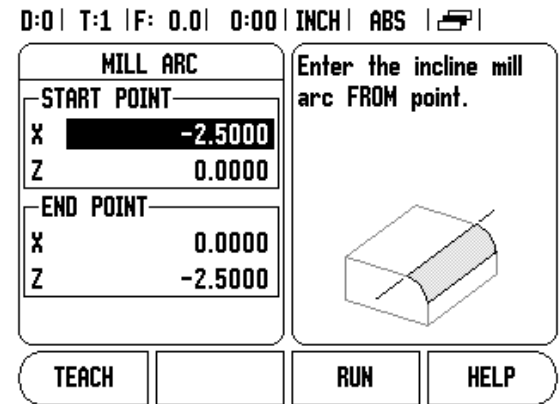 D:0 | T:1 | F: 0.0 | 0:00 | INCH | ABS
MILL ARC
START POINT
X -2.5000
Z 0.0000
END POINT
X 0.0000
Z -2.5000
Enter the incline mill
arc FROM point.
TEACH RUN HELP